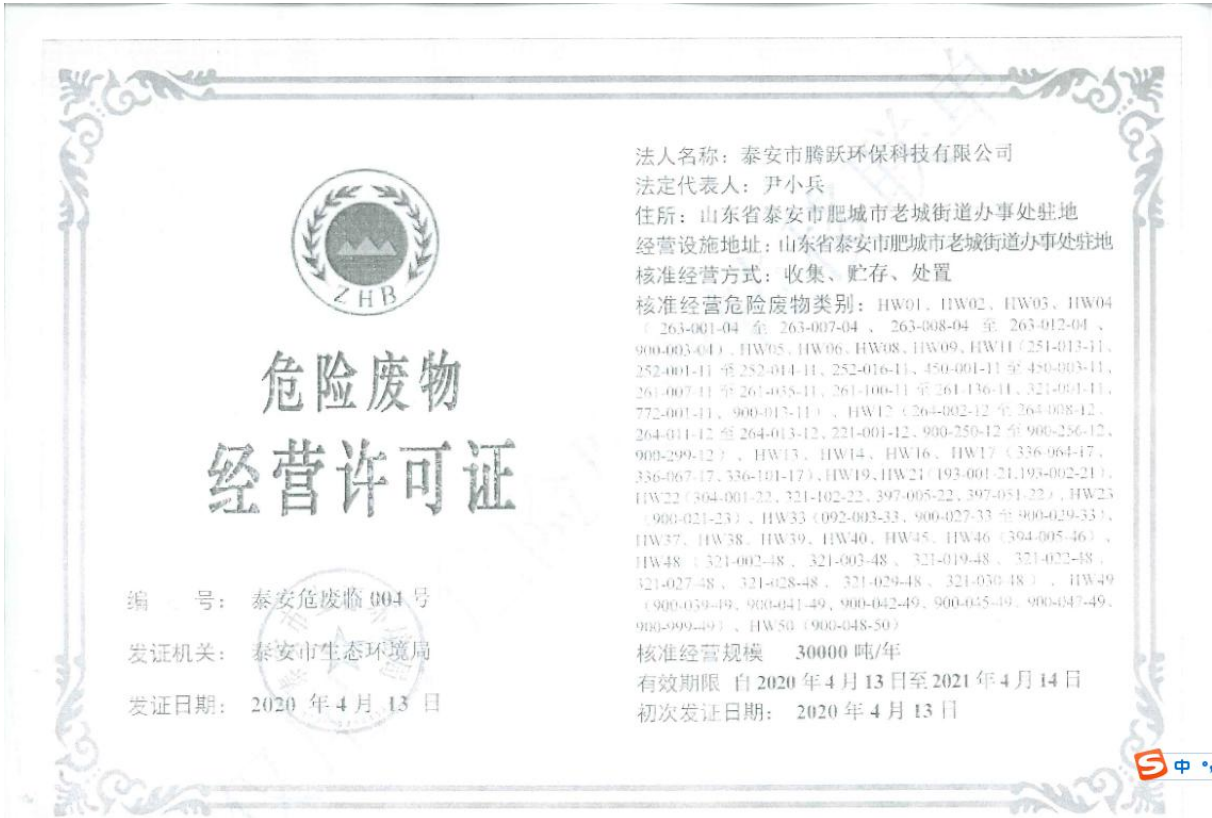 ZHB
危险废物
经营许可证
编 号: 泰安危废临 004 号
发证机关: 泰安市生态环境局
发证日期: 2020 年 4 月 13 日
法人名称: 泰安市腾跃环保科技有限公司
法定代表人: 尹小兵
住所: 山东省泰安市肥城市老城街道办事处驻地
经营设施地址: 山东省泰安市肥城市老城街道办事处驻地
核准经营方式: 收集、贮存、处置
核准经营危险废物类别: HW01、HW02、HW03、HW04
( 263-001-04 至 263-007-04 、 263-008-04 至 263-012-04 、
900-003-04)、HW05、HW06、HW08、HW09、HW11(251-013-11、
252-001-11 至 252-014-11、252-016-11、450-001-11 至 450-003-11、
261-007-11 至 261-035-11、261-100-11 至 261-136-11、321-001-11、
772-001-11、900-013-11)、HW12(264-002-12 至 264-008-12、
264-011-12 至 264-013-12、221-001-12、900-250-12 至 900-256-12、
900-299-12)、HW13、HW14、HW16、HW17(336-064-17、
336-067-17、336-101-17)、HW19、HW21(193-001-21,193-002-21)、
HW22(304-001-22、321-102-22、397-005-22、397-051-22)、HW23
(900-021-23)、HW33(092-003-33、900-027-33 至 900-029-33)、
HW37、HW38、HW39、HW40、HW45、HW46(394-005-46)、
HW48(321-002-48、321-003-48、321-019-48、321-022-48、
321-027-48、321-028-48、321-029-48、321-030-48)、HW49
(900-039-49、900-041-49、900-042-49、900-045-49、900-047-49、
900-999-49)、HW50(900-048-50)
核准经营规模 30000 吨/年
有效期限 自 2020 年 4 月 13 日至 2021 年 4 月 14 日
初次发证日期: 2020 年 4 月 13 日
中